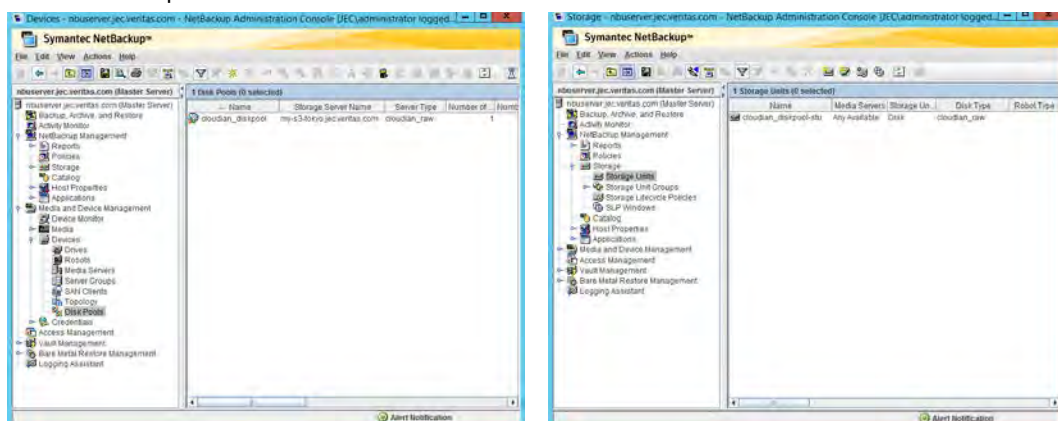 Devices - nbuserver.jec.veritas.com - NetBackup Administration Console [JEC\administrator logged
Symantec NetBackup™
File Edit View Actions Help
nbuserver.jec.veritas.com (Master Server)
1 Disk Pools (0 selected)
nbuserver.jec.veritas.com (Master Server)
Backup, Archive, and Restore
Activity Monitor
NetBackup Management
Reports
Policies
Storage
Catalog
Host Properties
Applications
Media and Device Management
Device Monitor
Media
Devices
Drives
Robots
Media Servers
Server Groups
SAN Clients
Topology
Disk Pools
Credentials
Access Management
Vault Management
Bare Metal Restore Management
Logging Assistant
Name Storage Server Name Server Type Number of
cloudian_diskpool my-s3-tokyo.jec.veritas.com cloudian_raw 1
Alert Notification
Storage - nbuserver.jec.veritas.com - NetBackup Administration Console [JEC\administrator logged
Symantec NetBackup™
File Edit View Actions Help
nbuserver.jec.veritas.com (Master Server)
1 Storage Units (0 selected)
nbuserver.jec.veritas.com (Master Server)
Backup, Archive, and Restore
Activity Monitor
NetBackup Management
Reports
Policies
Storage
Storage Units
Storage Unit Groups
Storage Lifecycle Policies
SLP Windows
Catalog
Host Properties
Applications
Media and Device Management
Access Management
Vault Management
Bare Metal Restore Management
Logging Assistant
Name Media Servers Storage Un... Disk Type Robot Type
cloudian_diskpool-stu Any Available Disk cloudian_raw
Alert Notification